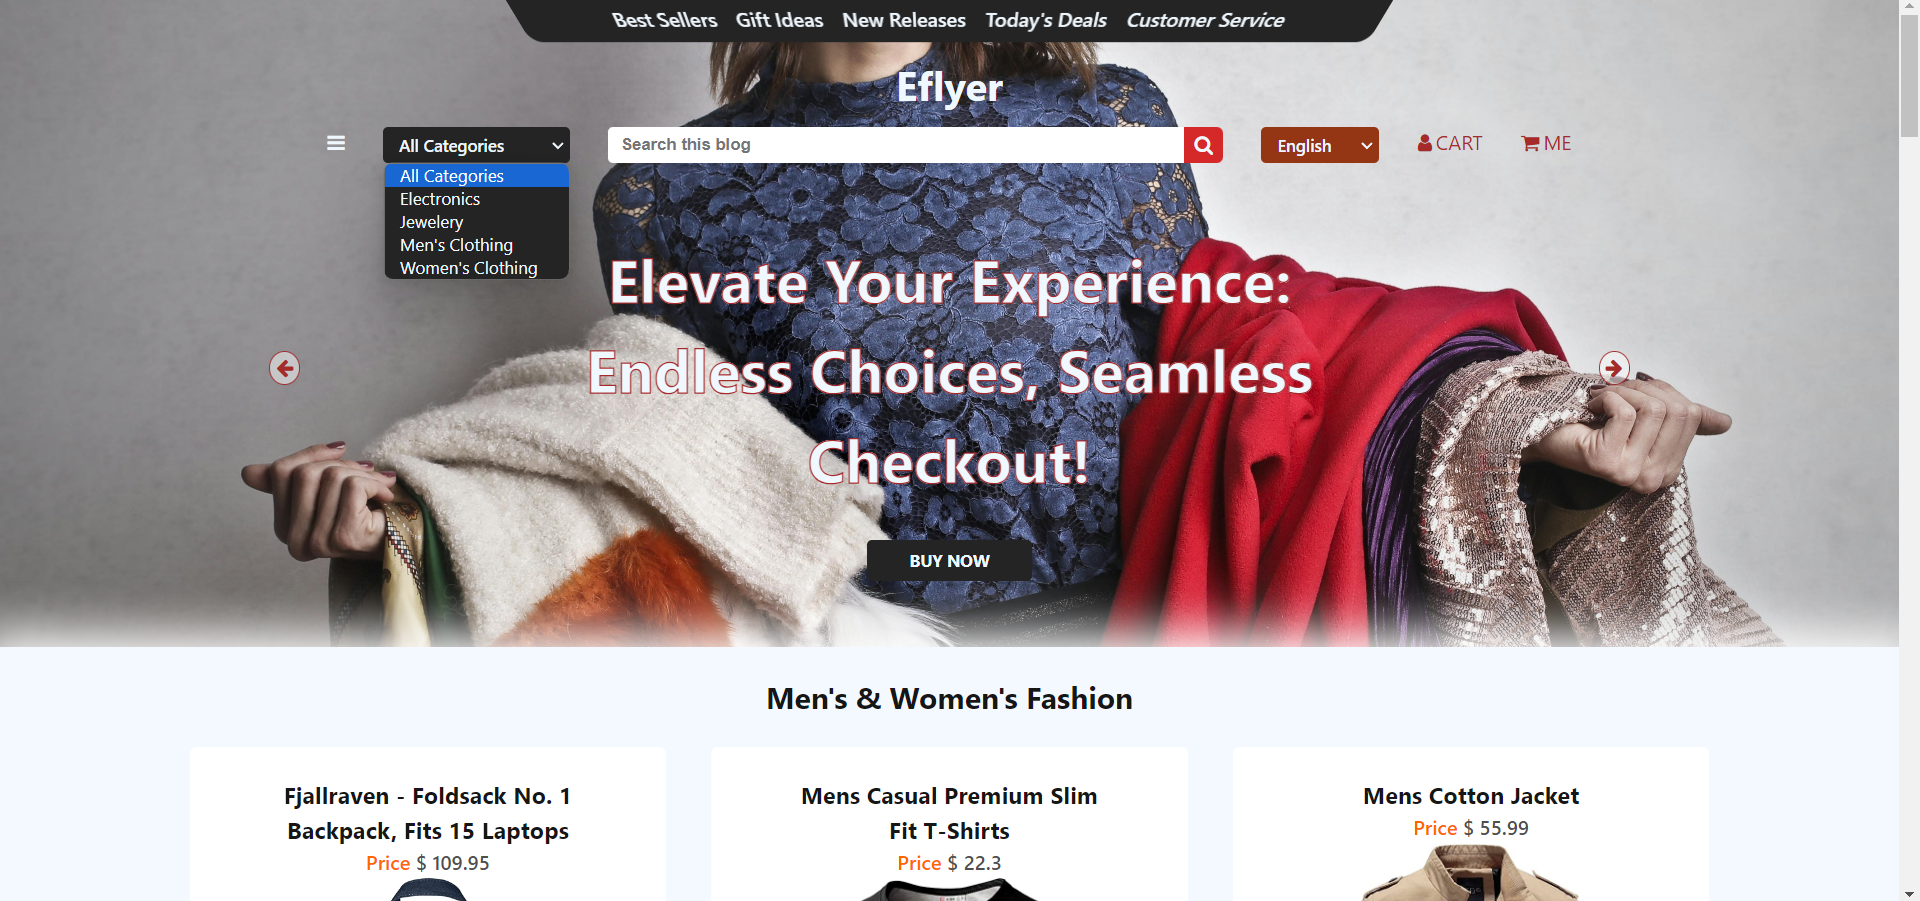 Best Sellers Gift Ideas New Releases Today's Deals Customer Service
Eflyer
All Categories
Search this blog
English
CART
ME
All Categories
Electronics
Jewelery
Men's Clothing
Women's Clothing
Elevate Your Experience:
Endless Choices, Seamless
Checkout!
BUY NOW
Men's & Women's Fashion
Fjallraven - Foldsack No. 1
Backpack, Fits 15 Laptops
Price $ 109.95
Mens Casual Premium Slim
Fit T-Shirts
Price $ 22.3
Mens Cotton Jacket
Price $ 55.99